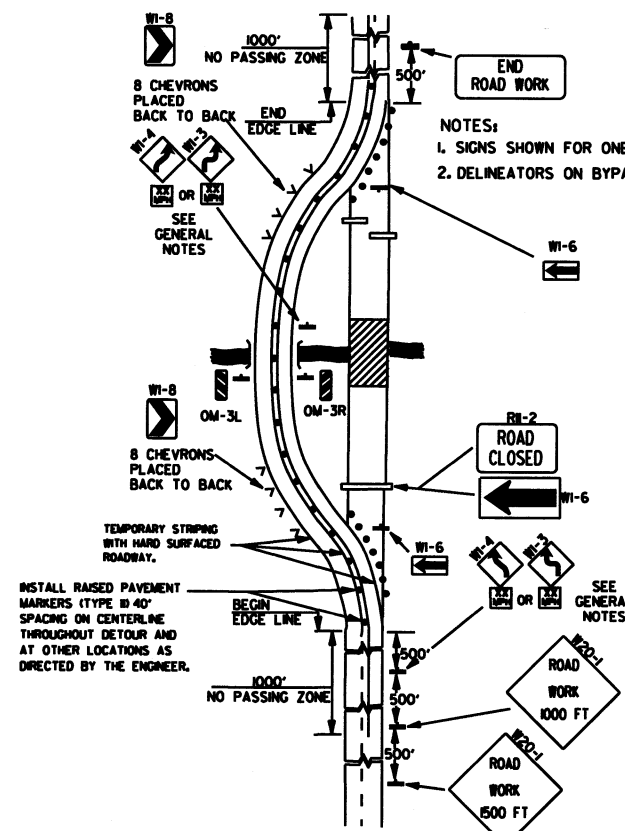 W1-8
8 CHEVRONS
PLACED
BACK TO BACK
1000'
NO PASSING ZONE
END
EDGE LINE
500'
END
ROAD WORK
NOTES:
1. SIGNS SHOWN FOR ONE
2. DELINEATORS ON BYPA
W1-4
W1-3
XX
MPH
OR
XX
MPH
SEE
GENERAL
NOTES
W1-6
OM-3L
OM-3R
W1-8
8 CHEVRONS
PLACED
BACK TO BACK
R11-2
ROAD
CLOSED
W1-6
TEMPORARY STRIPING
WITH HARD SURFACED
ROADWAY.
W1-6
W1-4
W1-3
XX
MPH
OR
XX
MPH
SEE
GENERA
NOTES
INSTALL RAISED PAVEMENT
MARKERS (TYPE II) 40'
SPACING ON CENTERLINE
THROUGHOUT DETOUR AND
AT OTHER LOCATIONS AS
DIRECTED BY THE ENGINEER.
BEGIN
EDGE LINE
1000'
NO PASSING ZONE
500'
500'
500'
W20-1
ROAD
WORK
1000 FT
W20-1
ROAD
WORK
1500 FT